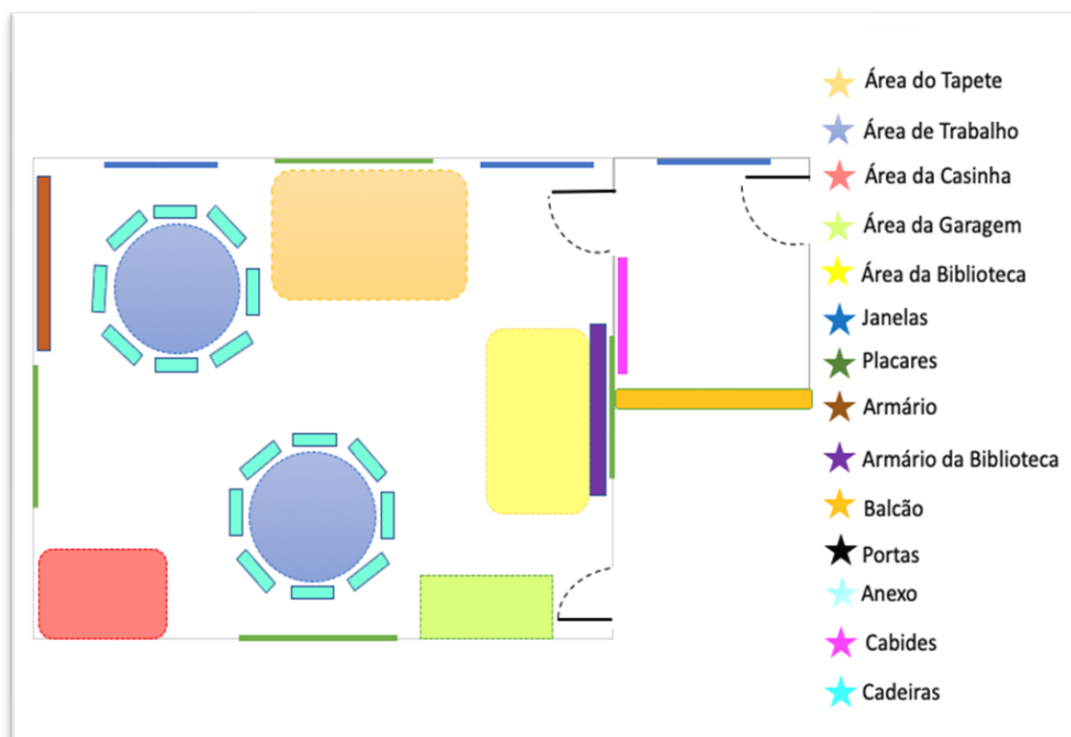 Área do Tapete
Área de Trabalho
Área da Casinha
Área da Garagem
Área da Biblioteca
Janelas
Placares
Armário
Armário da Biblioteca
Balcão
Portas
Anexo
Cabides
Cadeiras